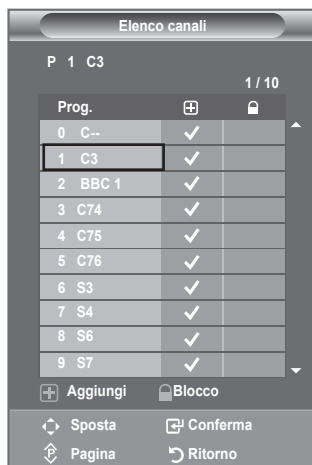 Elenco canali
P 1 C3
1 / 10
Prog.
0 C--
1 C3
2 BBC 1
3 C74
4 C75
5 C76
6 S3
7 S4
8 S6
9 S7
Aggiungi Blocco
Sposta Conferma
Pagina Ritorno